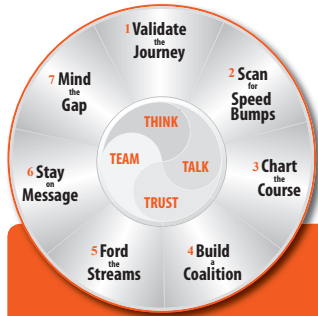 1 Validate
the
Journey
2 Scan
for
Speed
Bumps
3 Chart
the
Course
4 Build
a
Coalition
5 Ford
the
Streams
6 Stay
on
Message
7 Mind
the
Gap
THINK
TALK
TRUST
TEAM